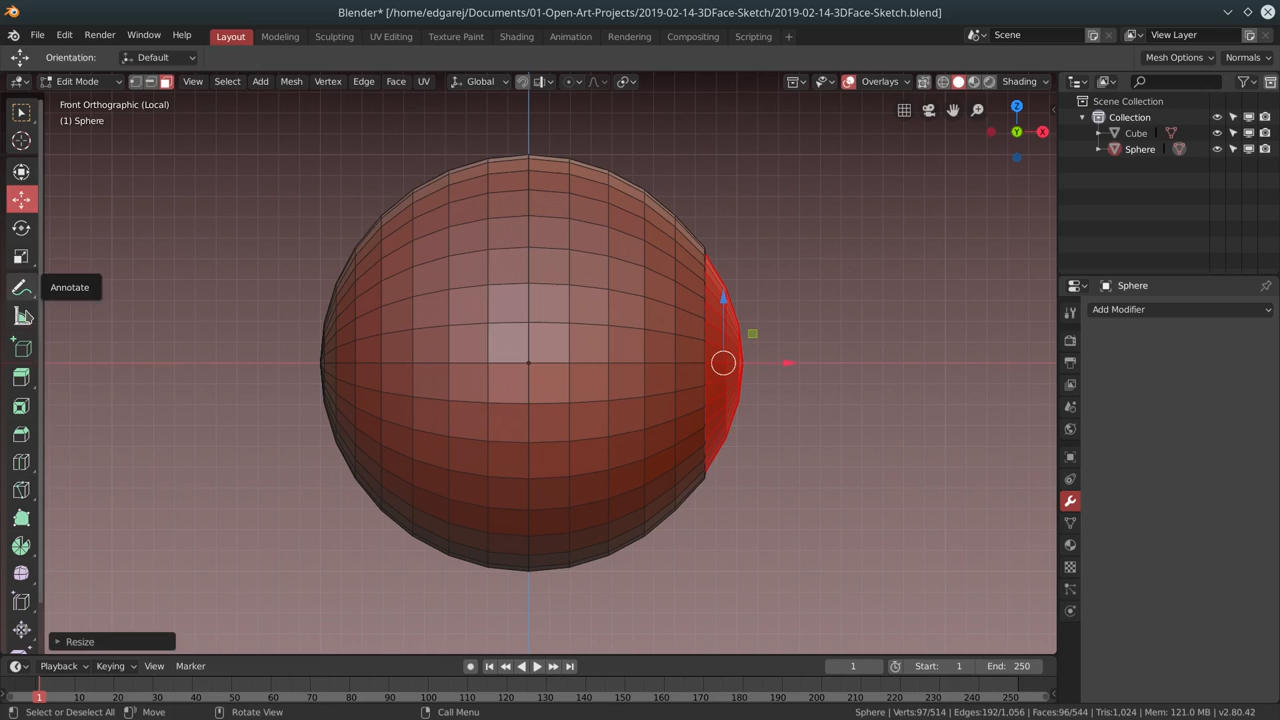 Blender* [/home/edgarej/Documents/01-Open-Art-Projects/2019-02-14-3DFace-Sketch/2019-02-14-3DFace-Sketch.blend]
File Edit Render Window Help Layout Modeling Sculpting UV Editing Texture Paint Shading Animation Rendering Compositing Scripting + Scene View Layer
Orientation: Default Mesh Options Normals
Edit Mode View Select Add Mesh Vertex Edge Face UV Global Overlays Shading
Front Orthographic (Local)
(1) Sphere
Z
Y
X
Scene Collection
Collection
Cube
Sphere
Annotate
Sphere
Add Modifier
Resize
Playback Keying View Marker 1 Start: 1 End: 250
1 10 20 30 40 50 60 70 80 90 100 110 120 130 140 150 160 170 180 190 200 210 220 230 240 250
Select or Deselect All Move Rotate View Call Menu Sphere | Verts:97/514 | Edges:192/1,056 | Faces:96/544 | Tris:1,024 | Mem: 121.0 MB | v2.80.42